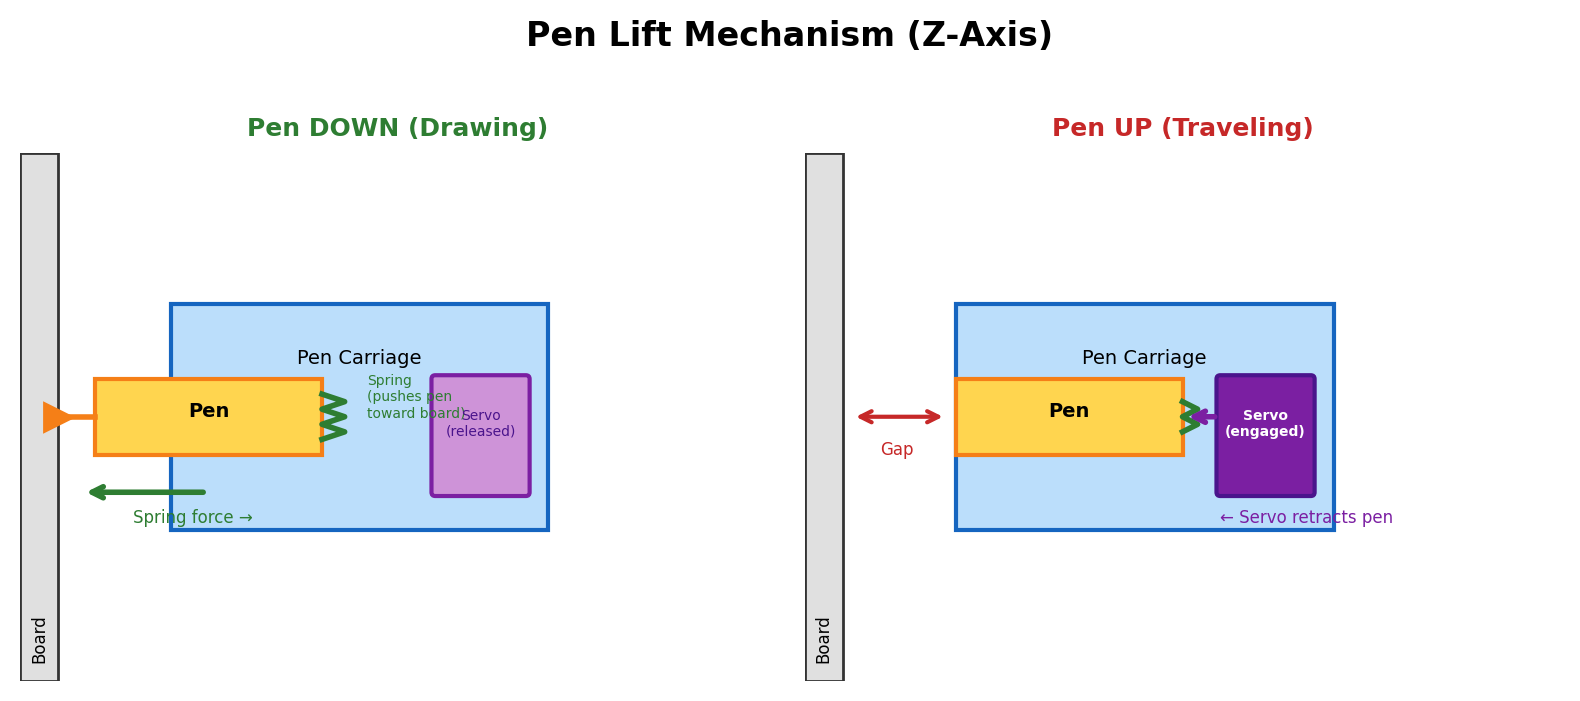 Pen Lift Mechanism (Z-Axis)
Pen DOWN (Drawing)
Board
Pen Carriage
Pen
Spring
(pushes pen
toward board)
Servo
(released)
Spring force →
Pen UP (Traveling)
Board
Pen Carriage
Pen
Servo
(engaged)
Gap
← Servo retracts pen